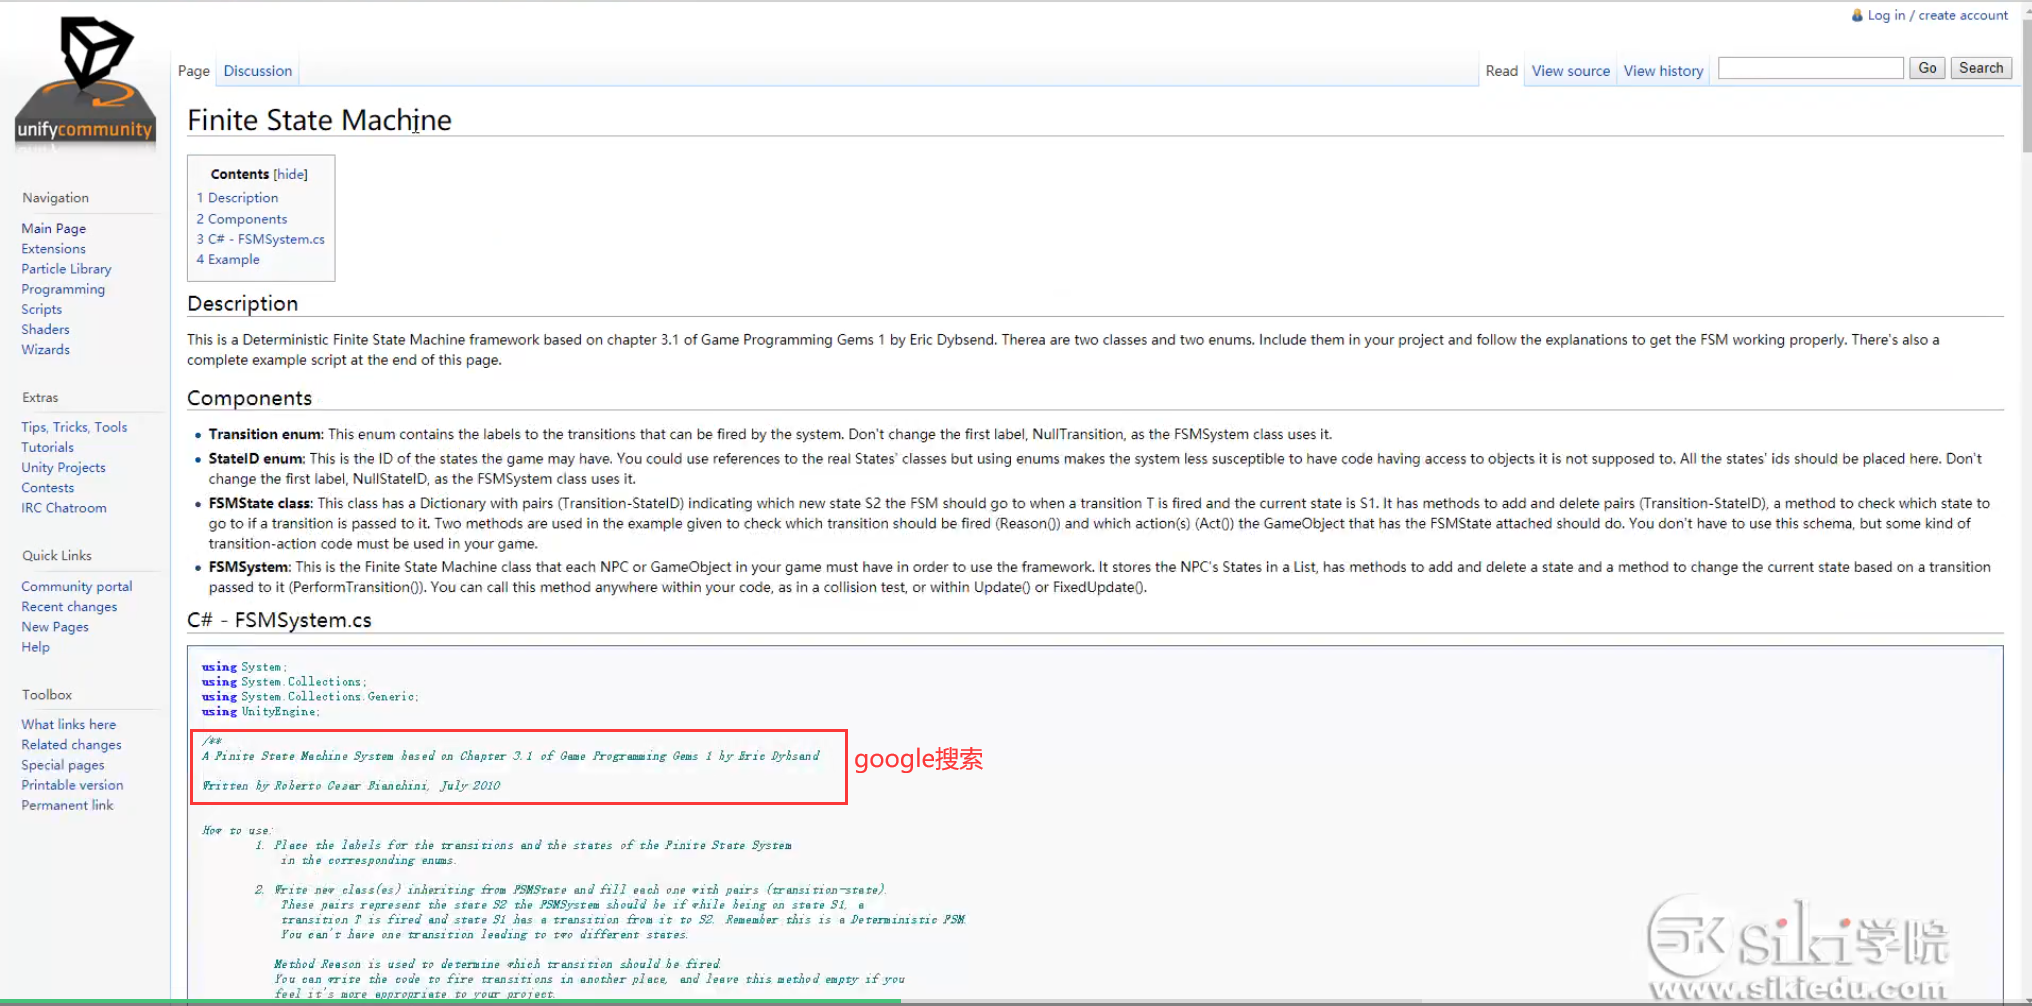 Log in / create account
Page Discussion Read View source View history Go Search
unifycommunity
Finite State Machine
Contents [hide]
1 Description
2 Components
3 C# - FSMSystem.cs
4 Example
Navigation
Main Page
Extensions
Particle Library
Programming
Scripts
Shaders
Wizards
Extras
Tips, Tricks, Tools
Tutorials
Unity Projects
Contests
IRC Chatroom
Quick Links
Community portal
Recent changes
New Pages
Help
Toolbox
What links here
Related changes
Special pages
Printable version
Permanent link
Description
This is a Deterministic Finite State Machine framework based on chapter 3.1 of Game Programming Gems 1 by Eric Dybsend. Therea are two classes and two enums. Include them in your project and follow the explanations to get the FSM working properly. There's also a
complete example script at the end of this page.
Components
• Transition enum: This enum contains the labels to the transitions that can be fired by the system. Don't change the first label, NullTransition, as the FSMSystem class uses it.
• StateID enum: This is the ID of the states the game may have. You could use references to the real States' classes but using enums makes the system less susceptible to have code having access to objects it is not supposed to. All the states' ids should be placed here. Don't
change the first label, NullStateID, as the FSMSystem class uses it.
• FSMState class: This class has a Dictionary with pairs (Transition-StateID) indicating which new state S2 the FSM should go to when a transition T is fired and the current state is S1. It has methods to add and delete pairs (Transition-StateID), a method to check which state to
go to if a transition is passed to it. Two methods are used in the example given to check which transition should be fired (Reason()) and which action(s) (Act()) the GameObject that has the FSMState attached should do. You don't have to use this schema, but some kind of
transition-action code must be used in your game.
• FSMSystem: This is the Finite State Machine class that each NPC or GameObject in your game must have in order to use the framework. It stores the NPC's States in a List, has methods to add and delete a state and a method to change the current state based on a transition
passed to it (PerformTransition()). You can call this method anywhere within your code, as in a collision test, or within Update() or FixedUpdate().
C# - FSMSystem.cs
using System;
using System.Collections;
using System.Collections.Generic;
using UnityEngine;
/**
A Finite State Machine System based on Chapter 3.1 of Game Programming Gems 1 by Eric Dybsand
Written by Roberto Cezar Bianchini, July 2010
google搜索
How to use:
1. Place the labels for the transitions and the states of the Finite State System
in the corresponding enums.
2. Write new class(es) inheriting from FSMState and fill each one with pairs (transition-state).
These pairs represent the state S2 the FSMSystem should be if while being on state S1, a
transition T is fired and state S1 has a transition from it to S2. Remember this is a Deterministic FSM.
You can't have one transition leading to two different states.
Method Reason is used to determine which transition should be fired.
You can write the code to fire transitions in another place, and leave this method empty if you
feel it's more appropriate to your project.
SK siki学院
www.sikiedu.com